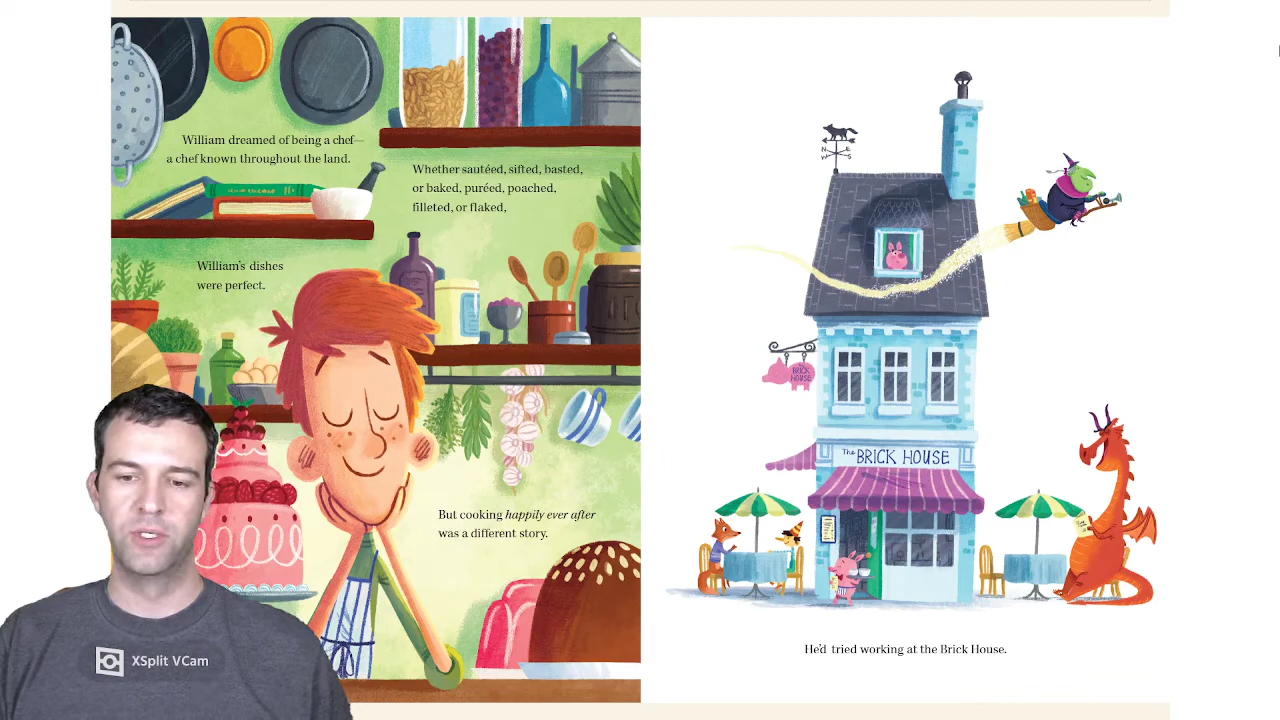 William dreamed of being a chef—
a chef known throughout the land.
Whether sautéed, sifted, basted,
or baked, puréed, poached,
filleted, or flaked,
William's dishes
were perfect.
But cooking happily ever after
was a different story.
N
W E
S
THE
BRICK
HOUSE
The BRICK HOUSE
He'd tried working at the Brick House.
XSplit VCam